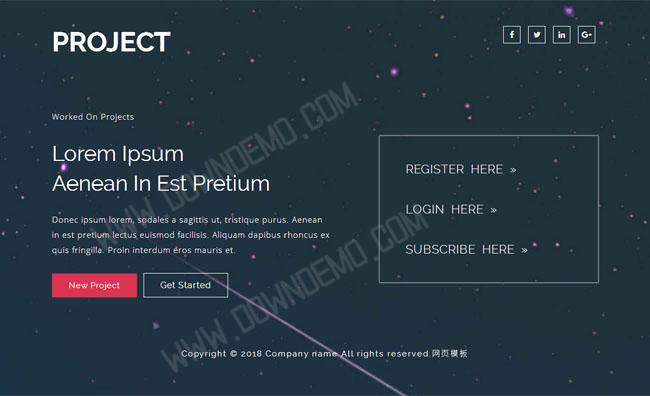 PROJECT
Worked On Projects
Lorem Ipsum
Aenean In Est Pretium
Donec ipsum lorem, sodales a sagittis ut, tristique purus. Aenean
in est pretium lectus euismod facilisis. Aliquam dapibus rhoncus ex
quis fringilla. Proin interdum eros mauris et.
New Project
Get Started
REGISTER HERE »
LOGIN HERE »
SUBSCRIBE HERE »
Copyright © 2018.Company name All rights reserved.网页模板
WWW.DOWNDEMO.COM
WWW.DOWNDEMO.COM